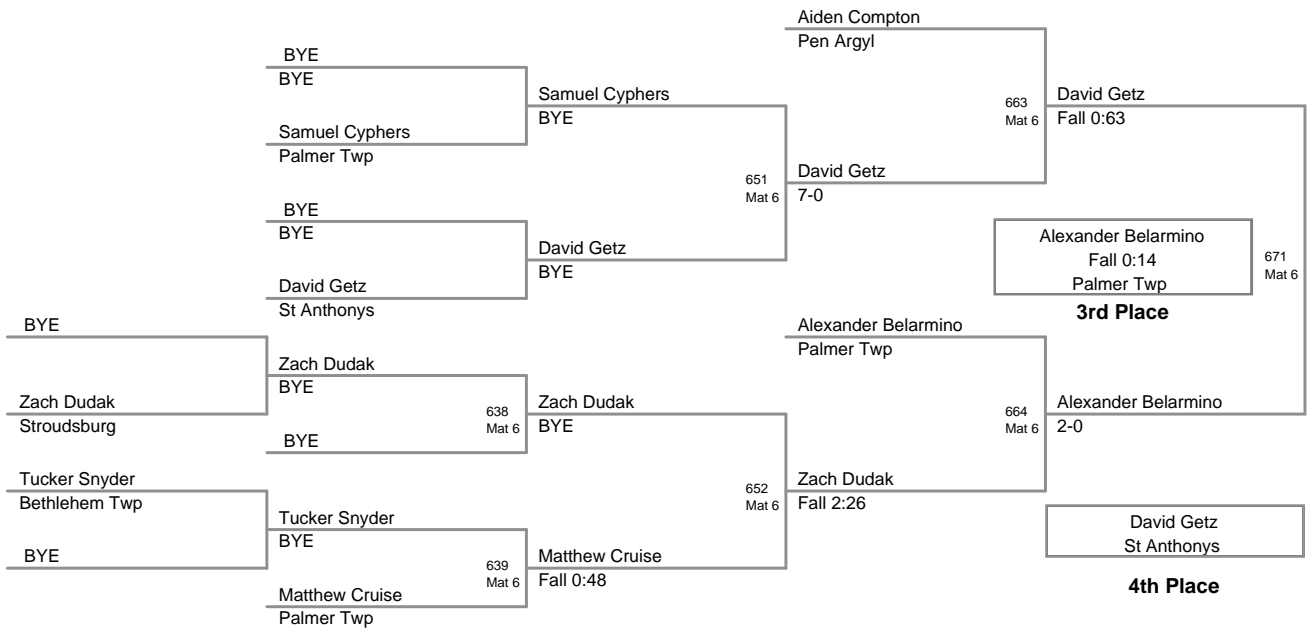 Aiden Compton
Pen Argyl
BYE
BYE
Samuel Cyphers
BYE
663
Mat 6
David Getz
Fall 0:63
Samuel Cyphers
Palmer Twp
651
Mat 6
David Getz
7-0
BYE
BYE
David Getz
BYE
Alexander Belarmino
Fall 0:14
Palmer Twp
671
Mat 6
3rd Place
David Getz
St Anthonys
BYE
Alexander Belarmino
Palmer Twp
Zach Dudak
BYE
Zach Dudak
Stroudsburg
638
Mat 6
Zach Dudak
BYE
664
Mat 6
Alexander Belarmino
2-0
BYE
Tucker Snyder
Bethlehem Twp
652
Mat 6
Zach Dudak
Fall 2:26
Tucker Snyder
BYE
David Getz
St Anthonys
BYE
639
Mat 6
Matthew Cruise
Fall 0:48
4th Place
Matthew Cruise
Palmer Twp